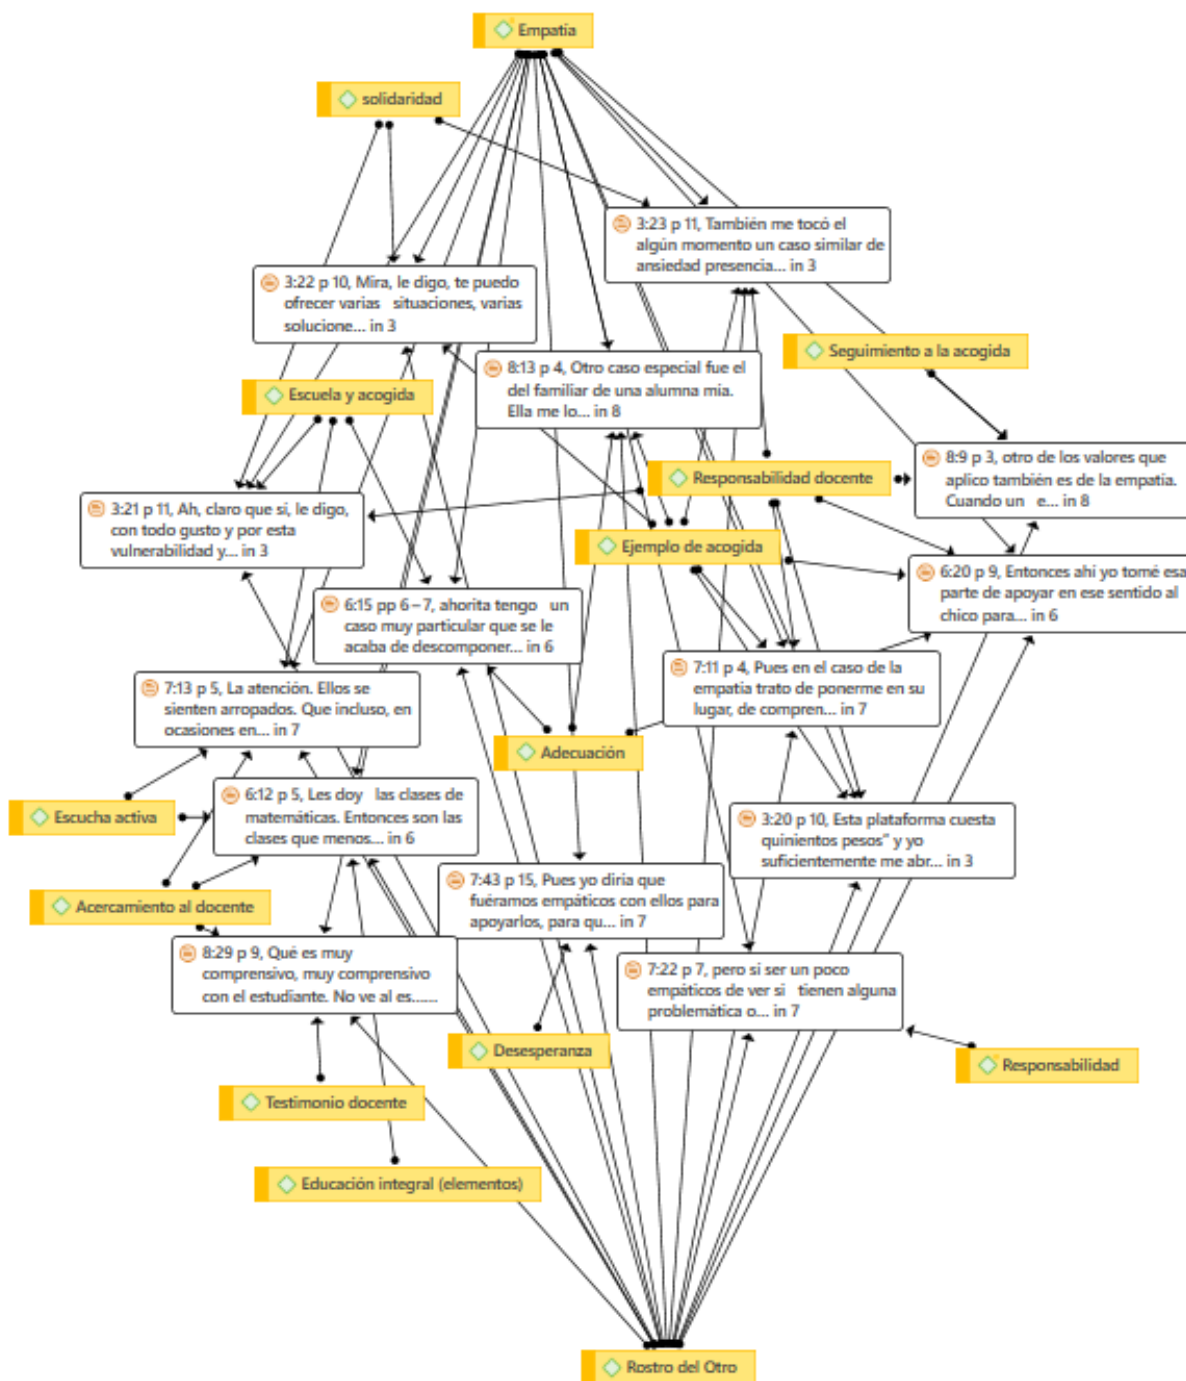 Empatía
solidaridad
3:23 p 11, También me tocó el
algún momento un caso similar de
ansiedad presencia... in 3
3:22 p 10, Mira, le digo, te puedo
ofrecer varias situaciones, varias
solucione... in 3
Seguimiento a la acogida
8:13 p 4, Otro caso especial fue el
del familiar de una alumna mía.
Ella me lo... in 8
Escuela y acogida
8:9 p 3, otro de los valores que
aplico también es de la empatía.
Cuando un e... in 8
Responsabilidad docente
3:21 p 11, Ah, claro que sí, le digo,
con todo gusto y por esta
vulnerabilidad y... in 3
Ejemplo de acogida
6:20 p 9, Entonces ahí yo tomé esa
parte de apoyar en ese sentido al
chico para... in 6
6:15 pp 6 – 7, ahorita tengo un
caso muy particular que se le
acaba de descomponer... in 6
7:11 p 4, Pues en el caso de la
empatía trato de ponerme en su
lugar, de compren... in 7
7:13 p 5, La atención. Ellos se
sienten arropados. Que incluso, en
ocasiones en... in 7
Adecuación
6:12 p 5, Les doy las clases de
matemáticas. Entonces son las
clases que menos... in 6
Escucha activa
3:20 p 10, Esta plataforma cuesta
quinientos pesos” y yo
suficientemente me abr... in 3
7:43 p 15, Pues yo diría que
fuéramos empáticos con ellos para
apoyarlos, para qu... in 7
Acercamiento al docente
8:29 p 9, Qué es muy
comprensivo, muy comprensivo
con el estudiante. No ve al es......
7:22 p 7, pero si ser un poco
empáticos de ver si tienen alguna
problemática o... in 7
Desesperanza
Responsabilidad
Testimonio docente
Educación integral (elementos)
Rostro del Otro